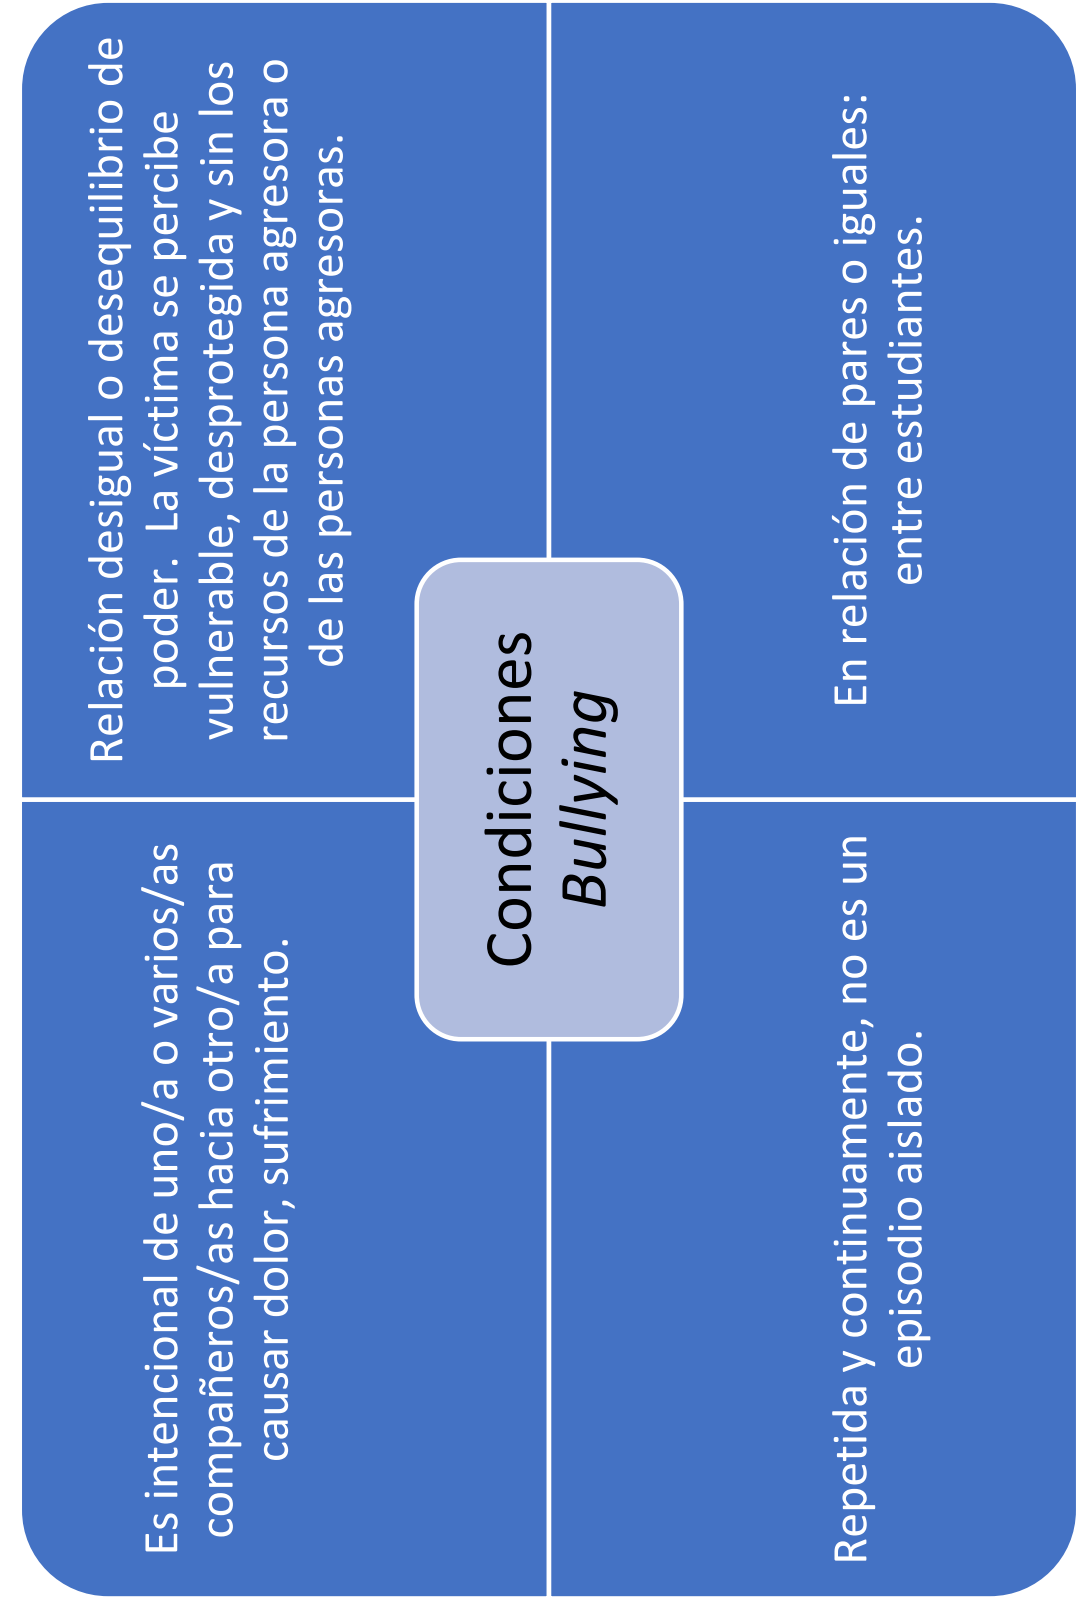 Es intencional de uno/a o varios/as
compañeros/as hacia otro/a para
causar dolor, sufrimiento.
Relación desigual o desequilibrio de
poder.  La víctima se percibe
vulnerable, desprotegida y sin los
recursos de la persona agresora o
de las personas agresoras.
Condiciones
Bullying
Repetida y continuamente, no es un
episodio aislado.
En relación de pares o iguales:
entre estudiantes.